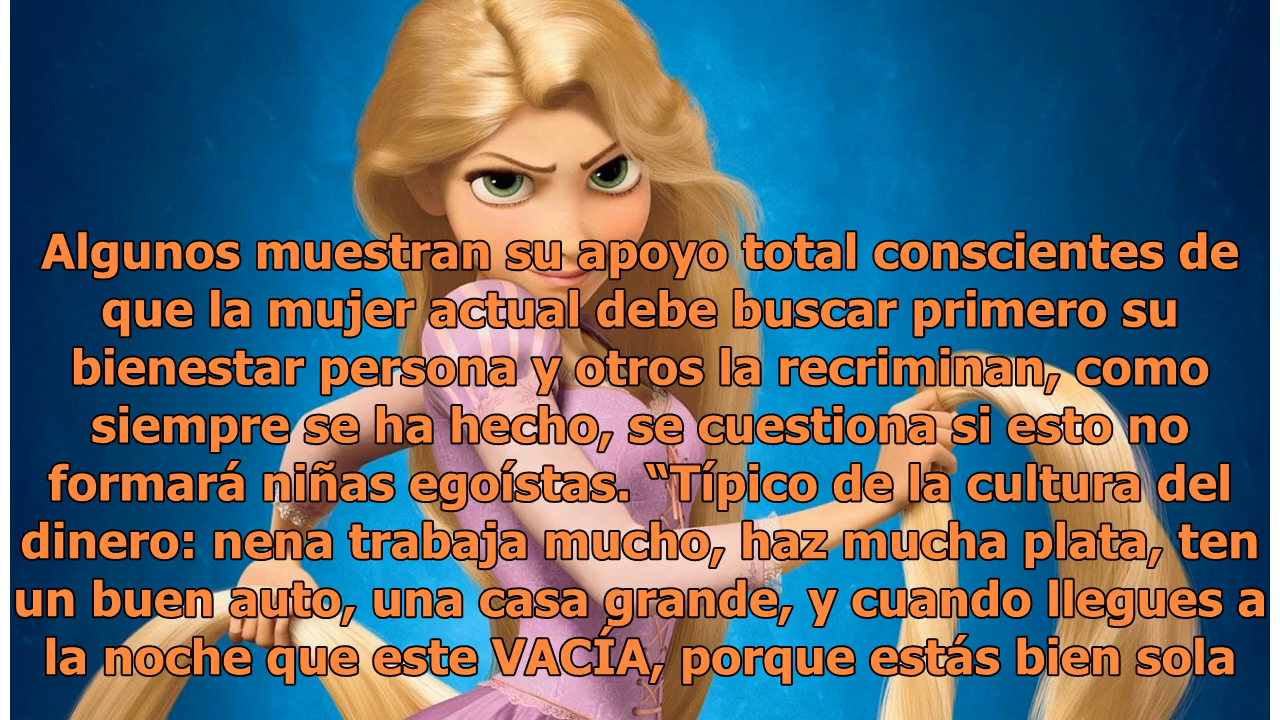 Algunos muestran su apoyo total conscientes de
que la mujer actual debe buscar primero su
bienestar persona y otros la recriminan, como
siempre se ha hecho, se cuestiona si esto no
formará niñas egoístas. “Típico de la cultura del
dinero: nena trabaja mucho, haz mucha plata, ten
un buen auto, una casa grande, y cuando llegues a
la noche que este VACÍA, porque estás bien sola